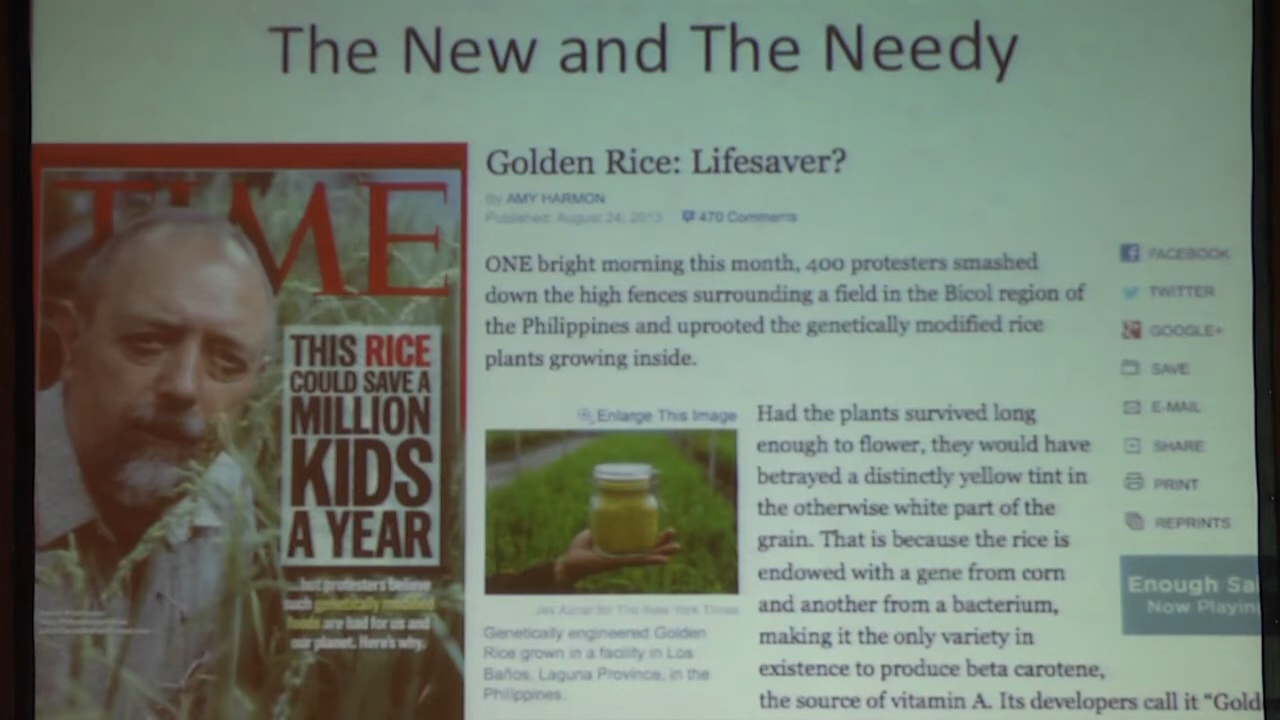 The New and The Needy
TIME
THIS RICE
COULD SAVE A
MILLION
KIDS
A YEAR
...but protesters believe
such genetically modified
foods are bad for us and
our planet. Here's why.
Golden Rice: Lifesaver?
By AMY HARMON
Published: August 24, 2013 470 Comments
ONE bright morning this month, 400 protesters smashed
down the high fences surrounding a field in the Bicol region of
the Philippines and uprooted the genetically modified rice
plants growing inside.
Enlarge This Image
Jes Aznar for The New York Times
Genetically engineered Golden
Rice grown in a facility in Los
Baños, Laguna Province, in the
Philippines.
Had the plants survived long
enough to flower, they would have
betrayed a distinctly yellow tint in
the otherwise white part of the
grain. That is because the rice is
endowed with a gene from corn
and another from a bacterium,
making it the only variety in
existence to produce beta carotene,
the source of vitamin A. Its developers call it “Gold
FACEBOOK
TWITTER
GOOGLE+
SAVE
E-MAIL
SHARE
PRINT
REPRINTS
Enough Sa
Now Playin